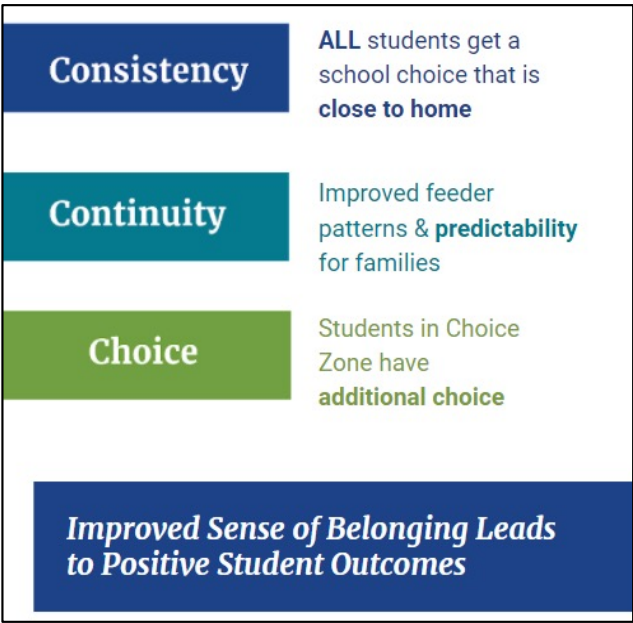 Consistency
ALL students get a
school choice that is
close to home
Continuity
Improved feeder
patterns & predictability
for families
Choice
Students in Choice
Zone have
additional choice
Improved Sense of Belonging Leads
to Positive Student Outcomes